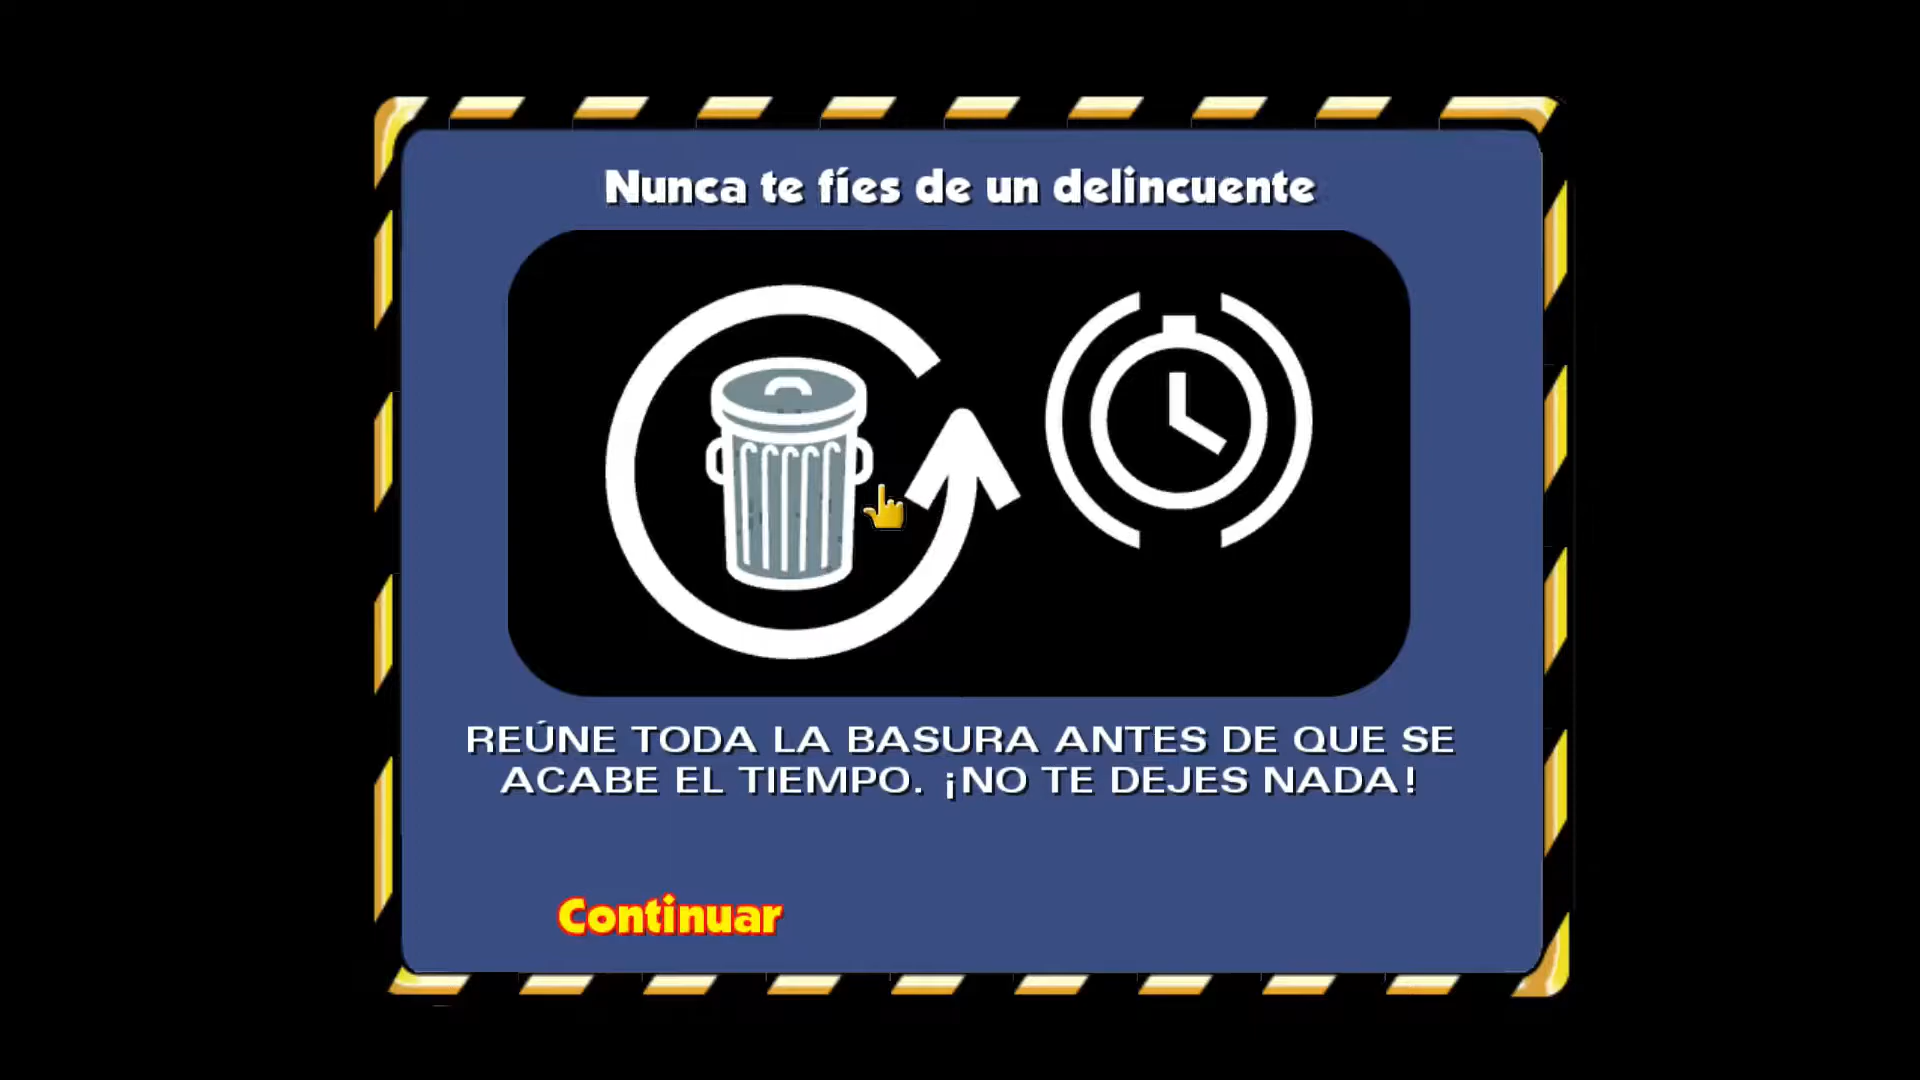 Nunca te fíes de un delincuente
REÚNE TODA LA BASURA ANTES DE QUE SE
ACABE EL TIEMPO. ¡NO TE DEJES NADA!
Continuar